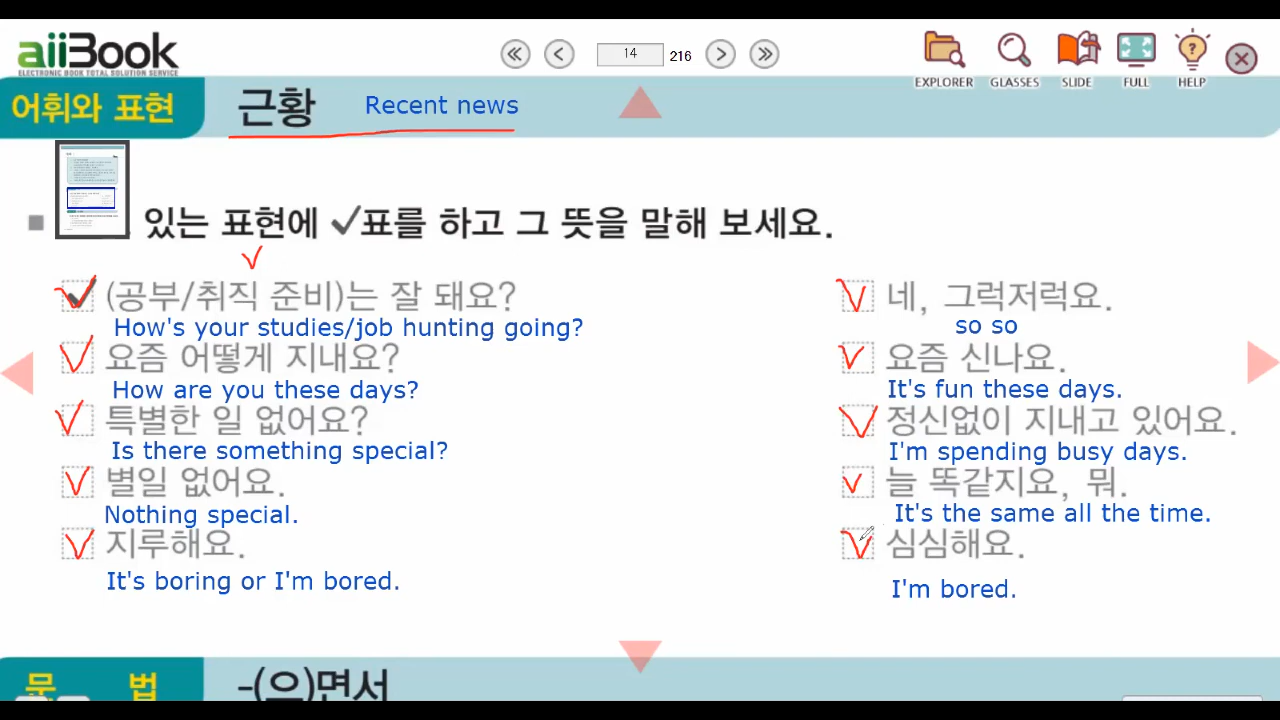 aiiBook
ELECTRONIC BOOK TOTAL SOLUTION SERVICE
14 216
EXPLORER GLASSES SLIDE FULL HELP
어휘와 표현 근황 Recent news
있는 표현에 ✓표를 하고 그 뜻을 말해 보세요.
(공부/취직 준비)는 잘 돼요?
How's your studies/job hunting going?
요즘 어떻게 지내요?
How are you these days?
특별한 일 없어요?
Is there something special?
별일 없어요.
Nothing special.
지루해요.
It's boring or I'm bored.
네, 그럭저럭요.
so so
요즘 신나요.
It's fun these days.
정신없이 지내고 있어요.
I'm spending busy days.
늘 똑같지요, 뭐.
It's the same all the time.
심심해요.
I'm bored.
문 법 -(으)면서